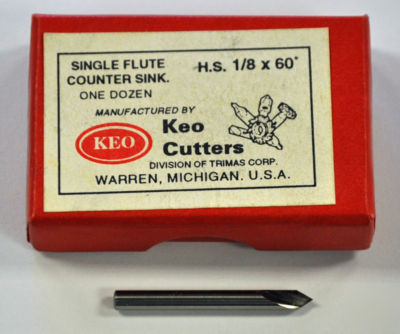 SINGLE FLUTE H.S. 1/8 x 60°
COUNTER SINK.
ONE DOZEN
MANUFACTURED BY
KEO Keo
Cutters
DIVISION OF TRIMAS CORP.
WARREN, MICHIGAN. U.S.A.